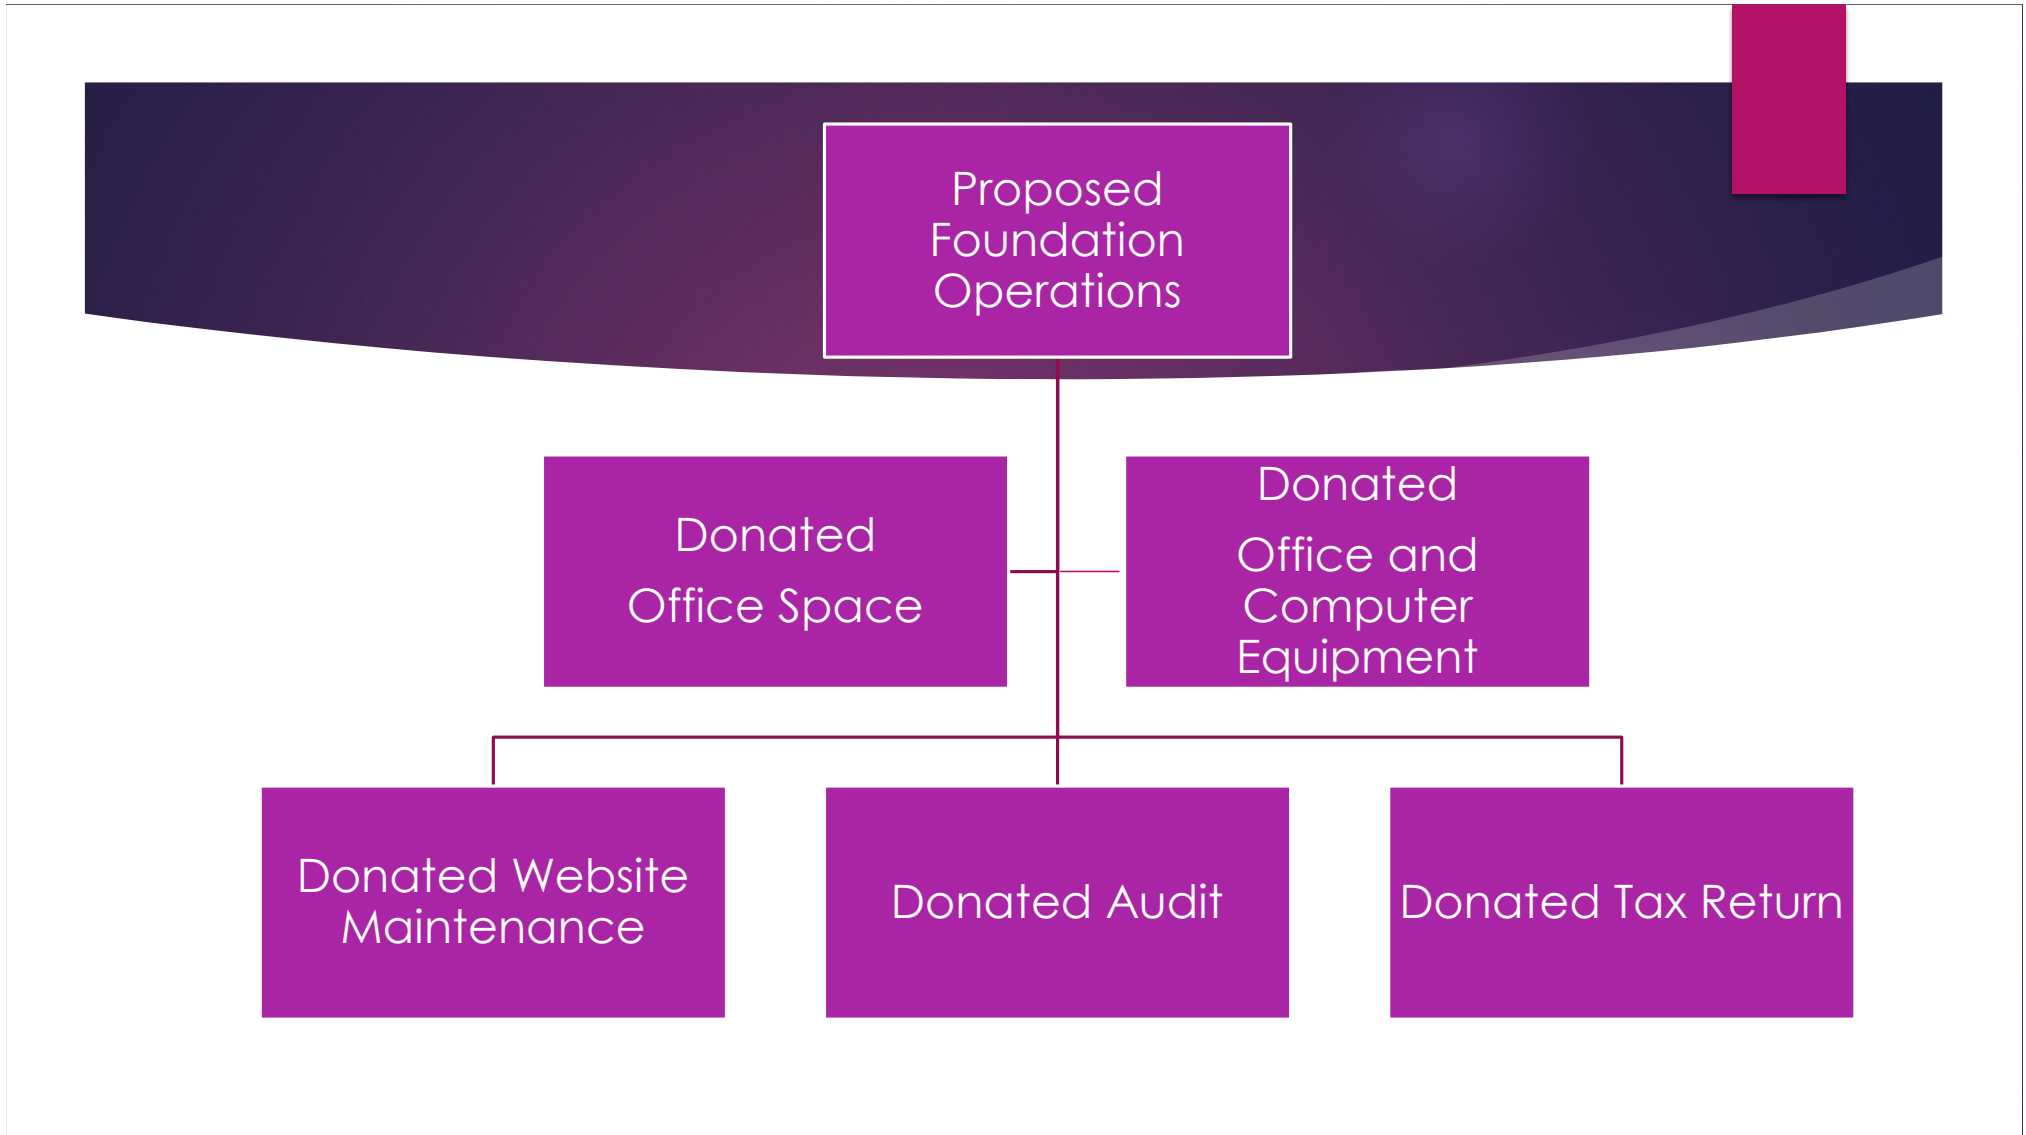 Proposed
Foundation
Operations
Donated
Office Space
Donated
Office and
Computer
Equipment
Donated Website
Maintenance
Donated Audit
Donated Tax Return